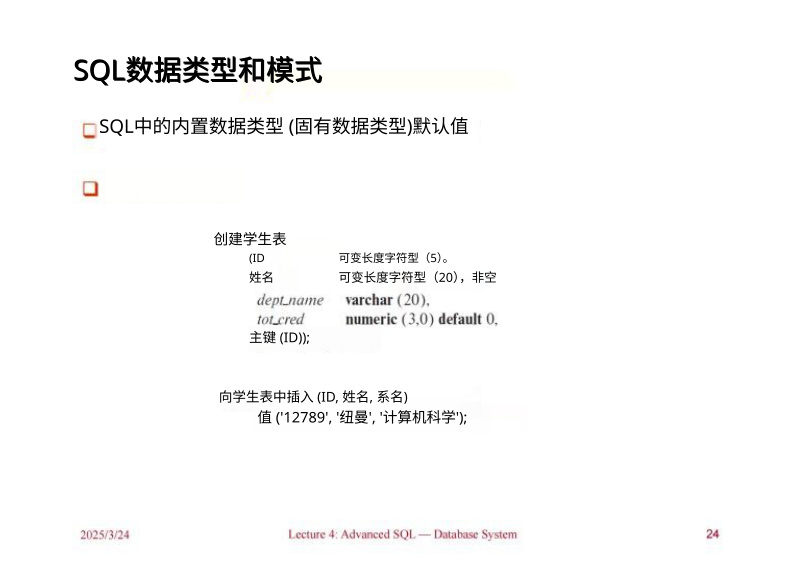 SQL数据类型和模式
SQL中的内置数据类型 (固有数据类型)默认值
创建学生表
(ID 可变长度字符型（5）。
姓名 可变长度字符型（20），非空
dept_name varchar (20),
tot_cred numeric (3,0) default 0,
主键 (ID));
向学生表中插入 (ID, 姓名, 系名)
值 ('12789', '纽曼', '计算机科学');
2025/3/24 Lecture 4: Advanced SQL — Database System 24